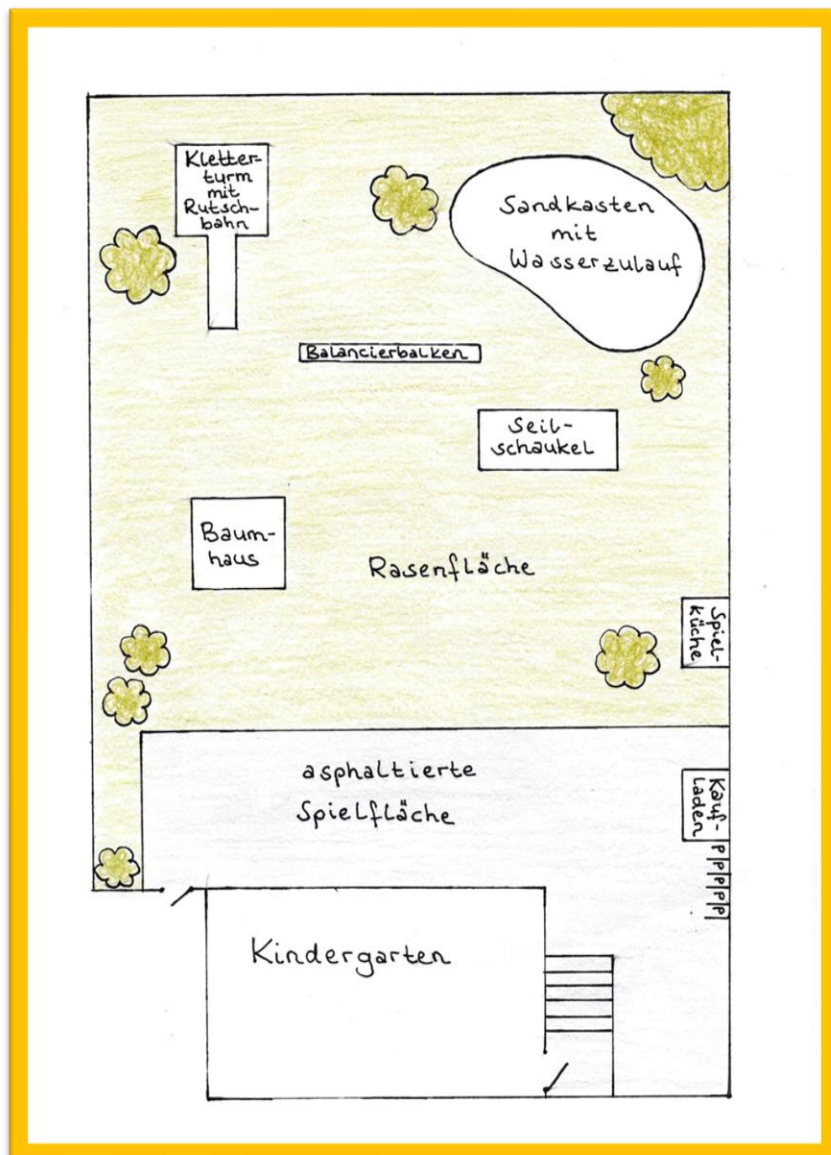 Kletter-
turm
mit
Rutsch-
bahn
Sandkasten
mit
Wasserzulauf
Balancierbalken
Seil-
schaukel
Baum-
haus
Rasenfläche
Spiel-
küche
asphaltierte
Spielfläche
Kauf-
laden
P
P
P
P
P
Kindergarten